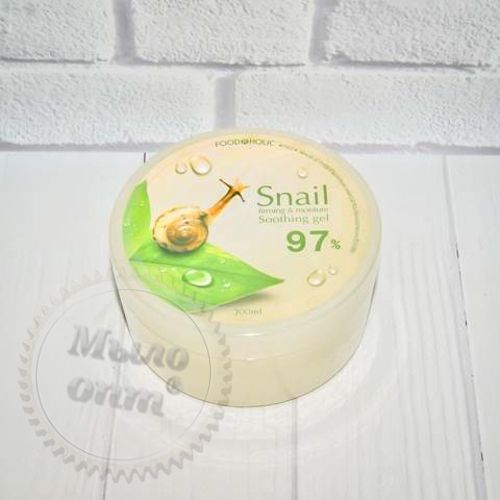 FOODAHOLIC
Snail
firming & moisture
Soothing gel
97%
300ml
Мыло
опт®